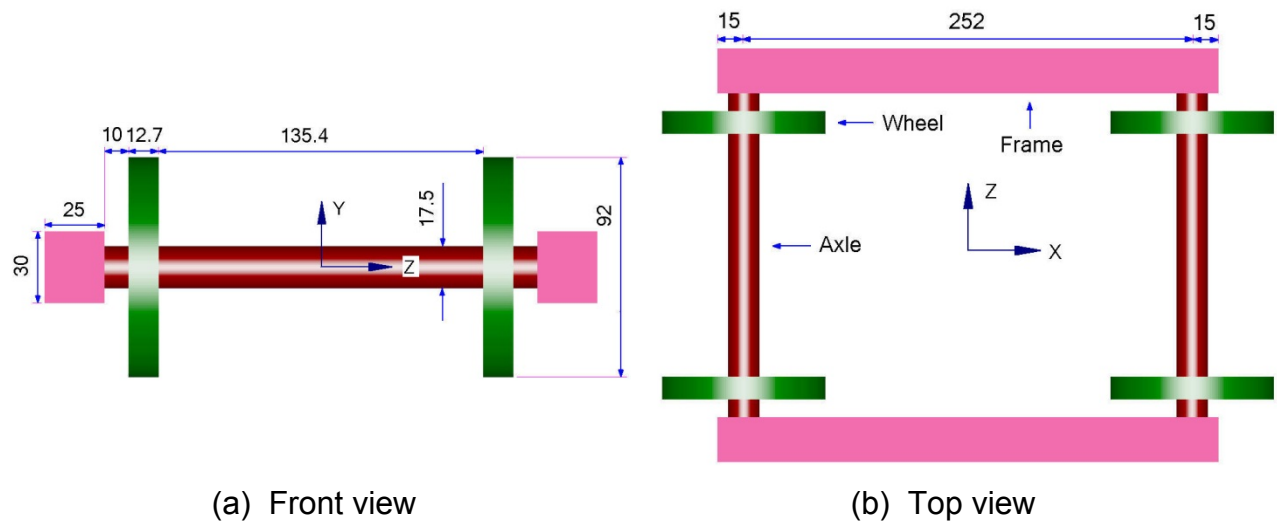 10 12.7 135.4
25
Y
17.5
92
30
Z
(a) Front view
15 252 15
Wheel
Frame
Z
Axle
X
(b) Top view